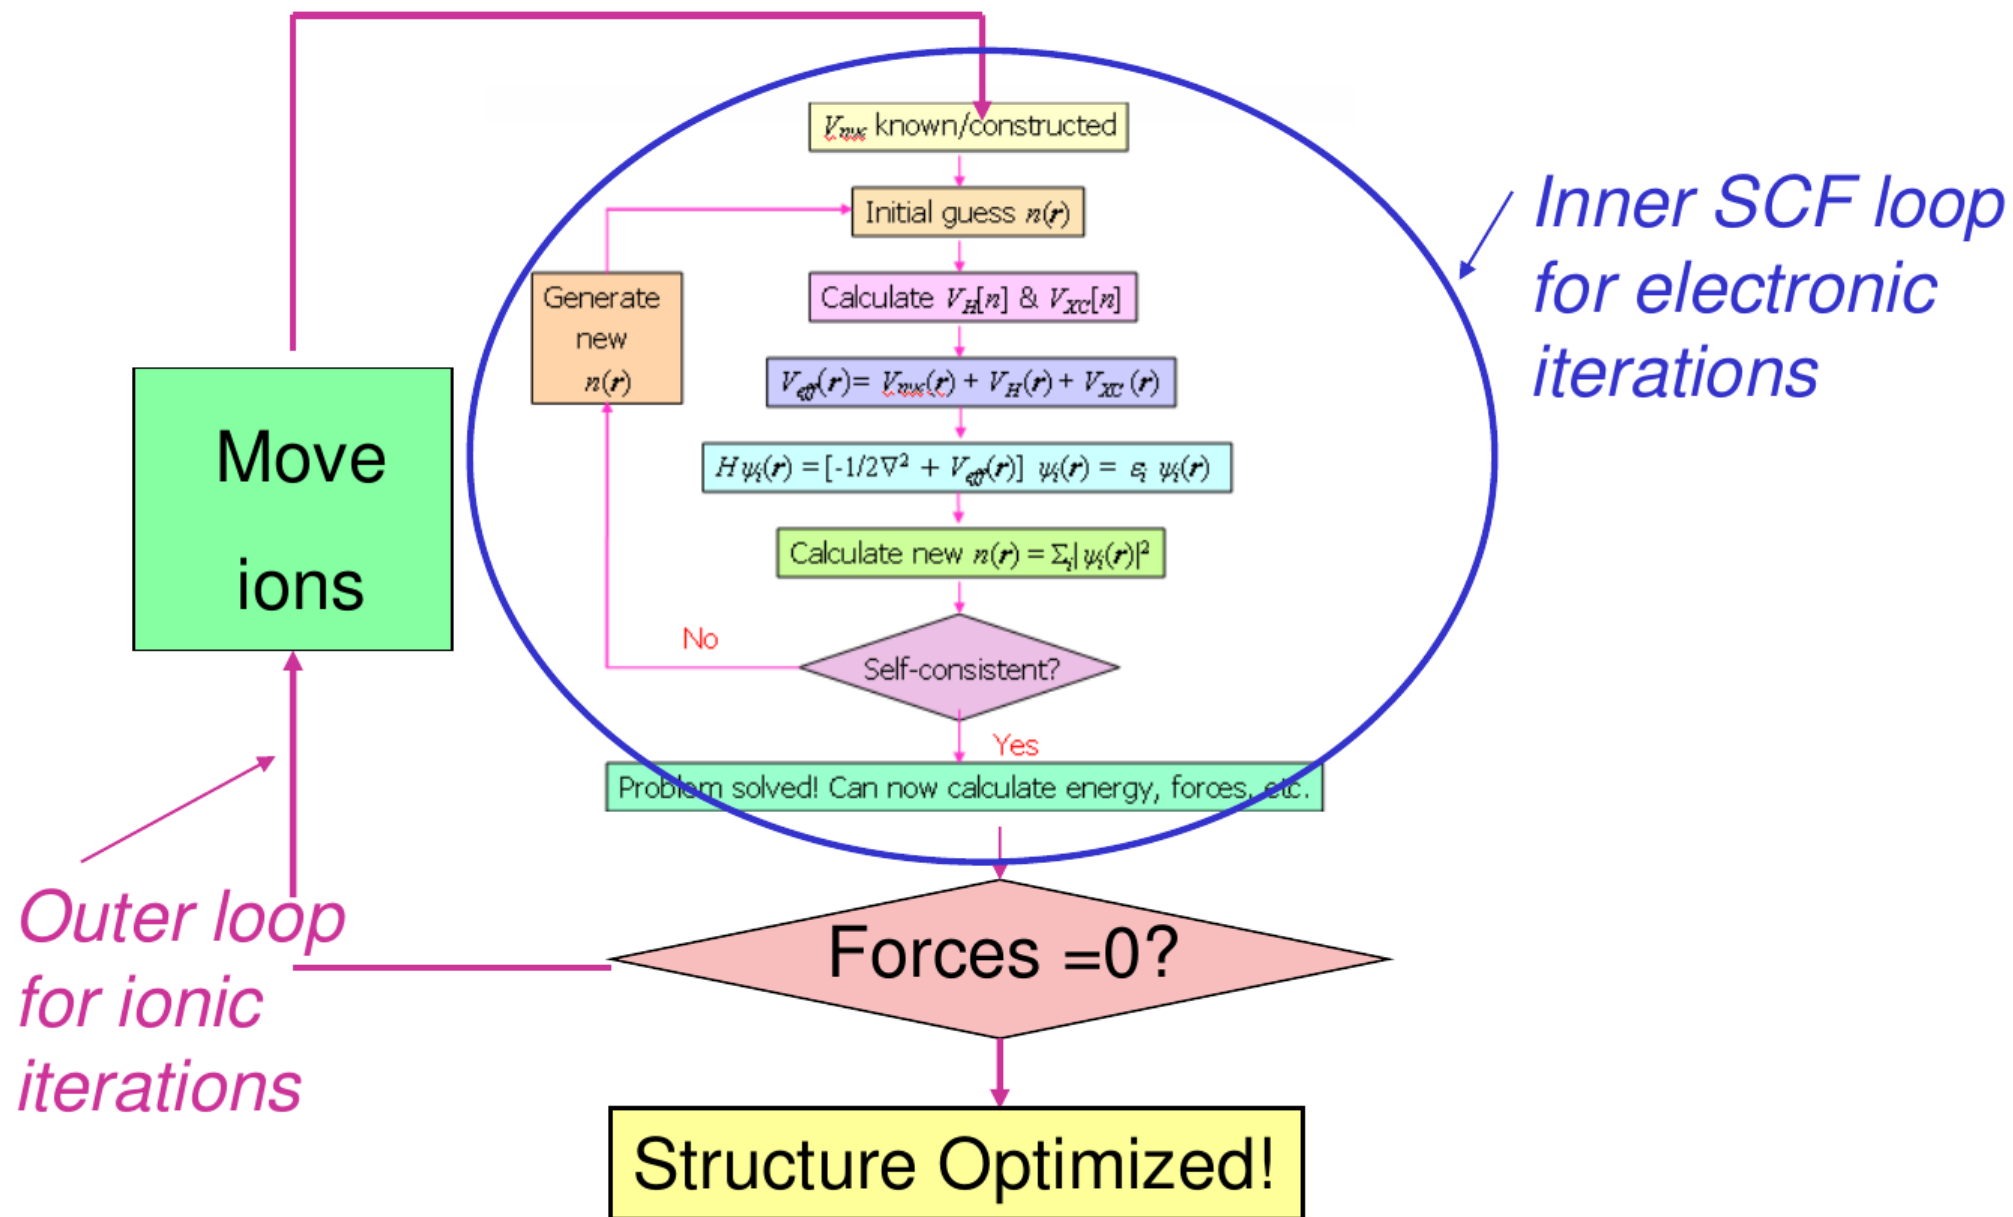 V_nuc known/constructed
Initial guess n(r)
Generate
new
n(r)
Calculate V_H[n] & V_XC[n]
V_eff(r)= V_nuc(r) + V_H(r) + V_XC (r)
Hψ_i(r) = [-1/2∇² + V_eff(r)] ψ_i(r) = ε_i ψ_i(r)
Calculate new n(r) = Σ_i|ψ_i(r)|²
No
Self-consistent?
Yes
Problem solved! Can now calculate energy, forces, etc.
Inner SCF loop
for electronic
iterations
Move
ions
Outer loop
for ionic
iterations
Forces =0?
Structure Optimized!